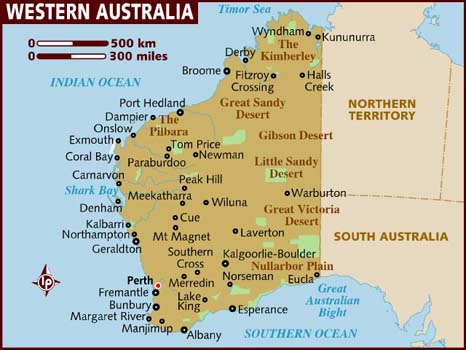 WESTERN AUSTRALIA
0 500 km
0 300 miles
Timor Sea
Wyndham
Kununurra
The
Kimberley
Derby
Broome
Fitzroy
Crossing
Halls
Creek
INDIAN OCEAN
NORTHERN
TERRITORY
Port Hedland
Great Sandy
Desert
Dampier
The
Pilbara
Onslow
Exmouth
Gibson Desert
Tom Price
Newman
Coral Bay
Paraburdoo
Little Sandy
Desert
Carnarvon
Peak Hill
Shark Bay
Meekatharra
Wiluna
Warburton
Denham
Cue
Great Victoria
Desert
Kalbarri
Northampton
Mt Magnet
Laverton
SOUTH AUSTRALIA
Geraldton
Southern
Cross
Kalgoorlie-Boulder
Nullarbor Plain
Perth
Merredin
Norseman
Eucla
Fremantle
Lake
King
Great
Australian
Bight
Bunbury
Esperance
Margaret River
Manjimup
Albany
SOUTHERN OCEAN
lp